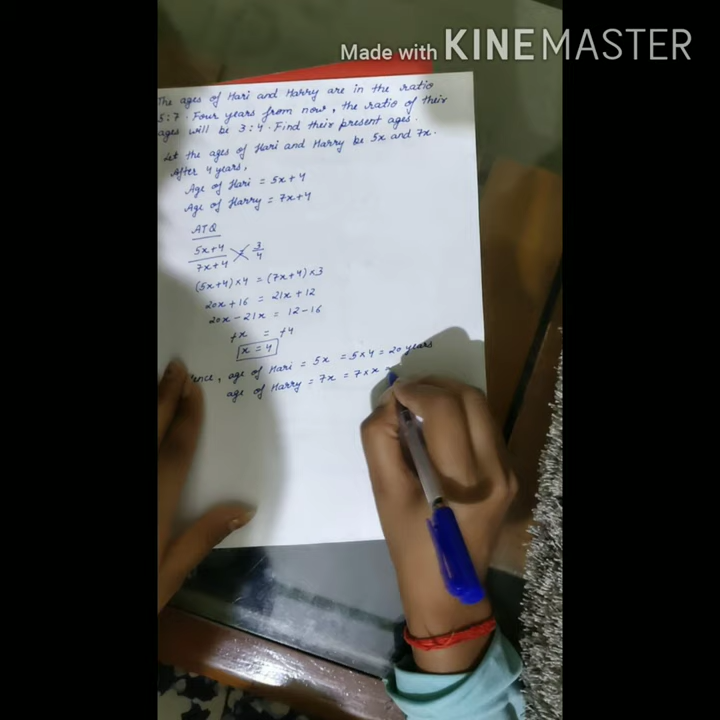 Made with KINEMASTER
The ages of Hari and Harry are in the ratio
5:7. Four years from now, the ratio of their
ages will be 3:4. Find their present ages.
Let the ages of Hari and Harry be 5x and 7x.
After 4 years,
Age of Hari = 5x+4
Age of Harry = 7x+4
ATQ
5x+4 = 3
7x+4 4
(5x+4)×4 = (7x+4)×3
20x+16 = 21x+12
20x-21x = 12-16
+x = +4
x = 4
ence, age of Hari = 5x = 5×4 = 20 years
age of Harry = 7x = 7××